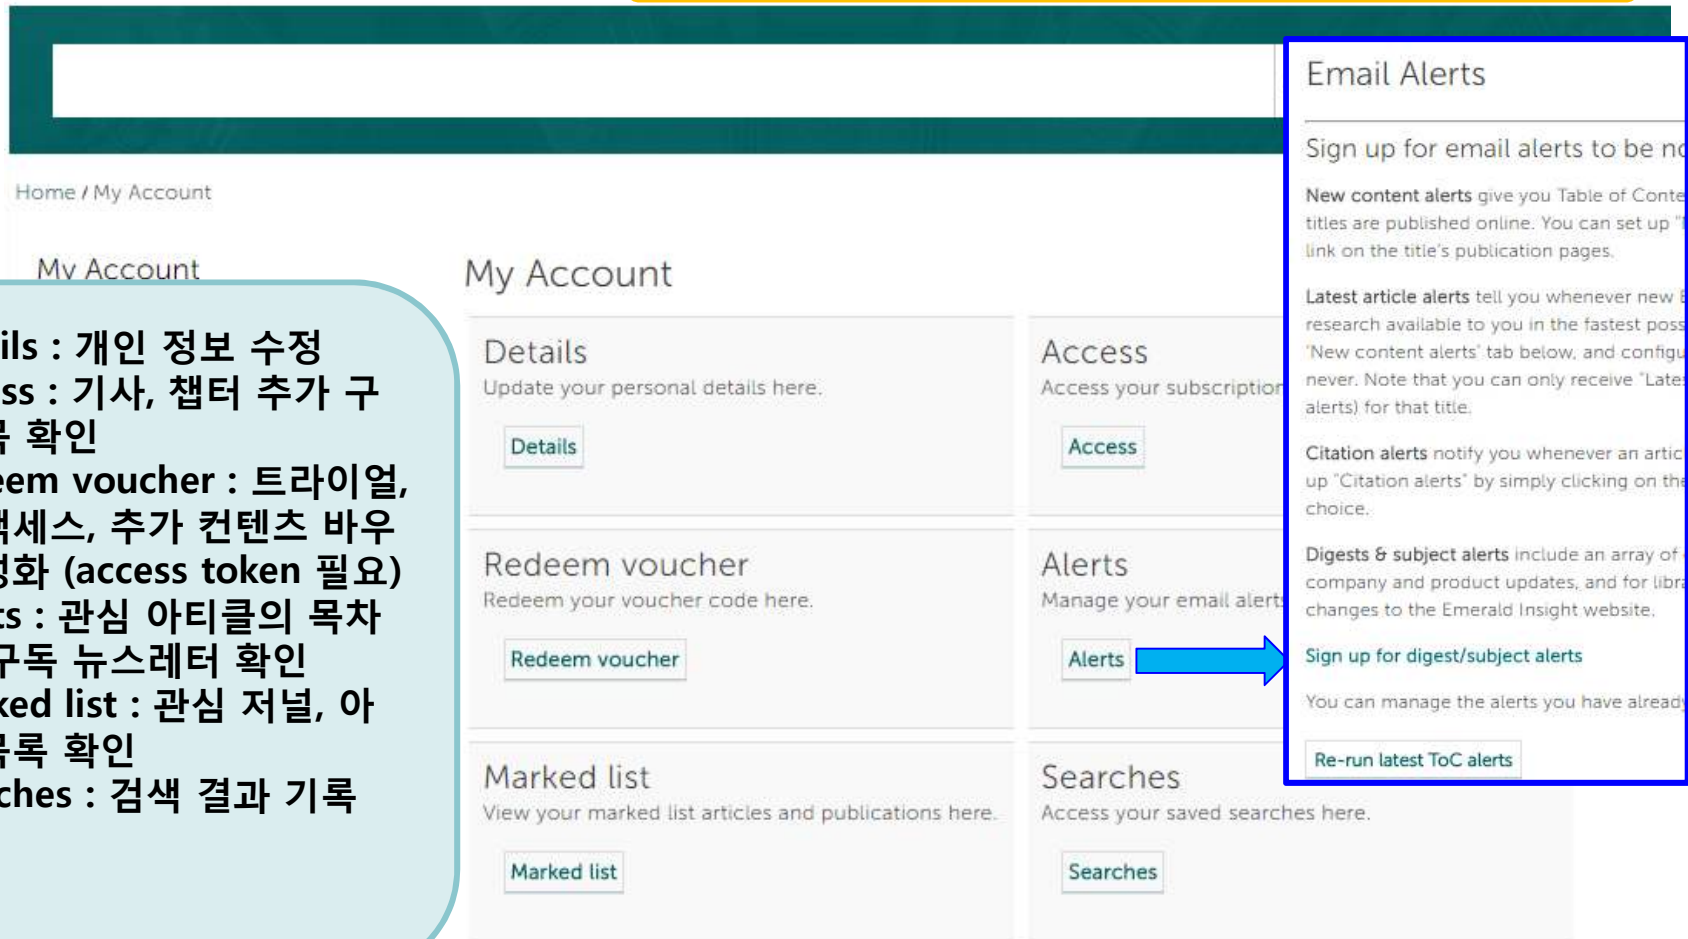 Home / My Account
My Account
ils : 개인 정보 수정
ss : 기사, 챕터 추가 구
확인
eem voucher : 트라이얼,
액세스, 추가 컨텐츠 바우
성화 (access token 필요)
ts : 관심 아티클의 목차
구독 뉴스레터 확인
ked list : 관심 저널, 아
목록 확인
ches : 검색 결과 기록
My Account
Details
Update your personal details here.
Details
Access
Access your subscription
Access
Redeem voucher
Redeem your voucher code here.
Redeem voucher
Alerts
Manage your email alerts
Alerts
Marked list
View your marked list articles and publications here.
Marked list
Searches
Access your saved searches here.
Searches
Email Alerts
Sign up for email alerts to be no
New content alerts give you Table of Conte
titles are published online. You can set up "
link on the title's publication pages.
Latest article alerts tell you whenever new
research available to you in the fastest poss
"New content alerts" tab below, and configu
never. Note that you can only receive "Late
alerts) for that title.
Citation alerts notify you whenever an artic
up "Citation alerts" by simply clicking on the
choice.
Digests & subject alerts include an array of
company and product updates, and for libra
changes to the Emerald Insight website.
Sign up for digest/subject alerts
You can manage the alerts you have already
Re-run latest ToC alerts